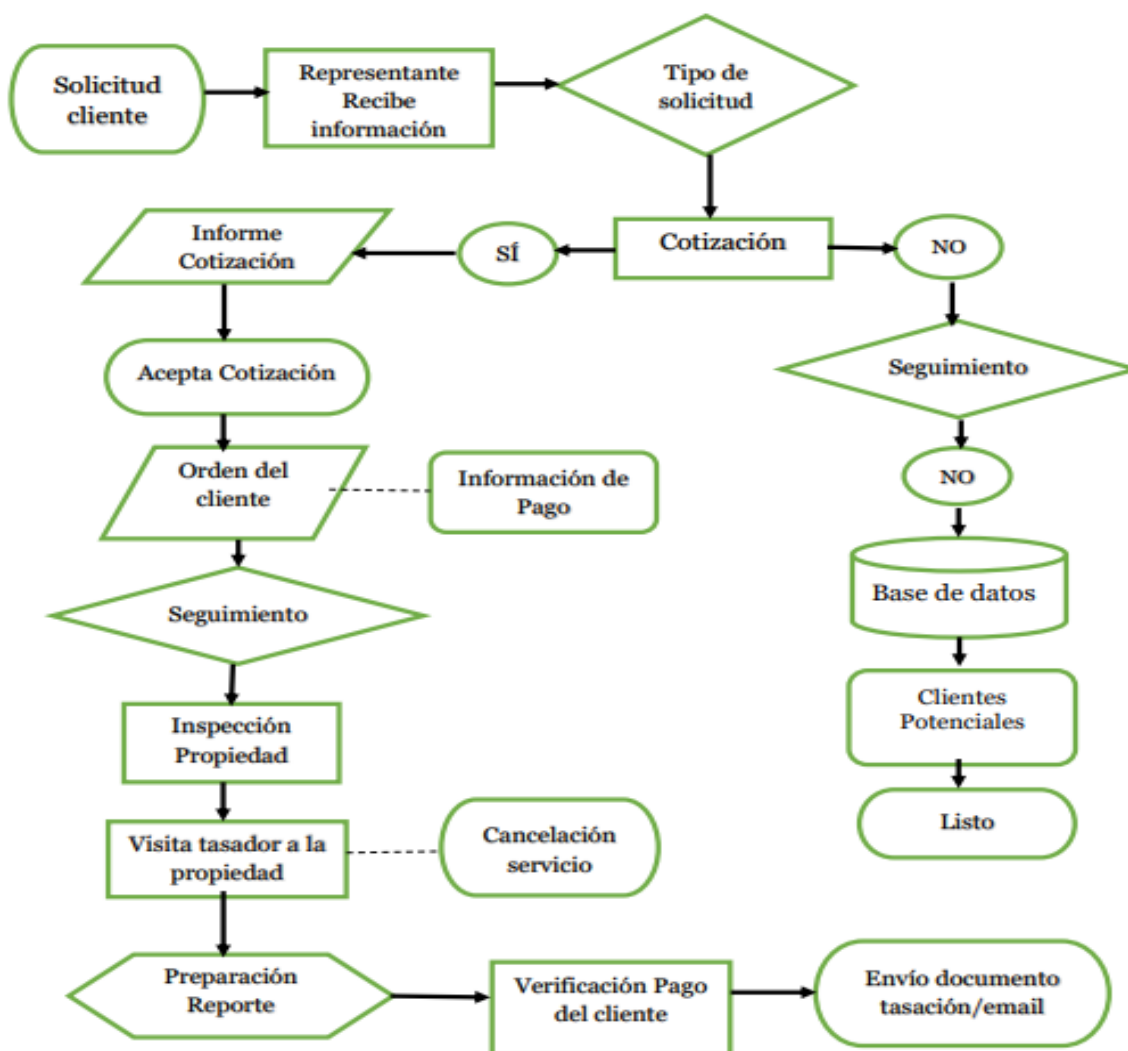 Solicitud
cliente
Representante
Recibe
información
Tipo de
solicitud
Informe
Cotización
SÍ
Cotización
NO
Acepta Cotización
Seguimiento
Orden del
cliente
Información de
Pago
NO
Base de datos
Seguimiento
Clientes
Potenciales
Inspección
Propiedad
Listo
Visita tasador a la
propiedad
Cancelación
servicio
Preparación
Reporte
Verificación Pago
del cliente
Envío documento
tasación/email